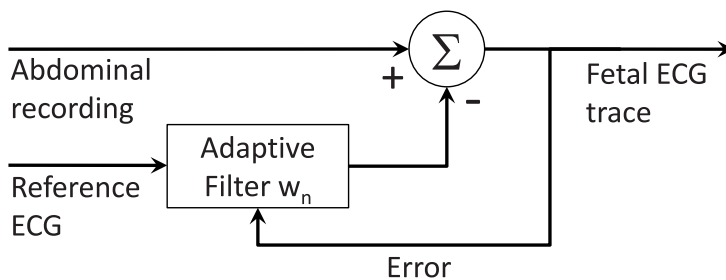 Σ
+
-
Abdominal
recording
Fetal ECG
trace
Adaptive
Filter wₙ
Reference
ECG
Error